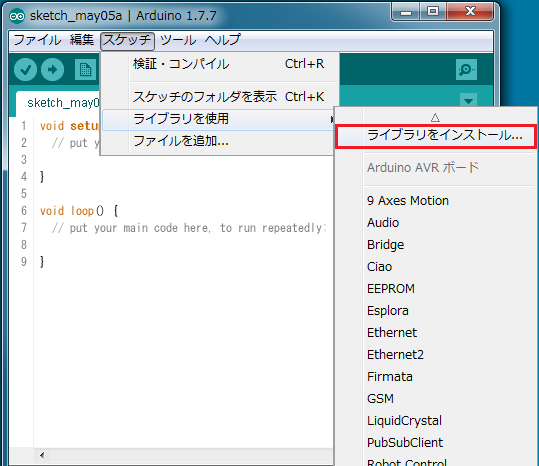 sketch_may05a | Arduino 1.7.7
ファイル 編集 スケッチ ツール ヘルプ
検証・コンパイル Ctrl+R
スケッチのフォルダを表示 Ctrl+K
ライブラリを使用
ファイルを追加...
sketch_may0
1 void setup
2 // put y
3
4 }
5
6 void loop() {
7 // put your main code here, to run repeatedly:
8
9 }
ライブラリをインストール...
Arduino AVR ボード
9 Axes Motion
Audio
Bridge
Ciao
EEPROM
Esplora
Ethernet
Ethernet2
Firmata
GSM
LiquidCrystal
PubSubClient
Robot Control